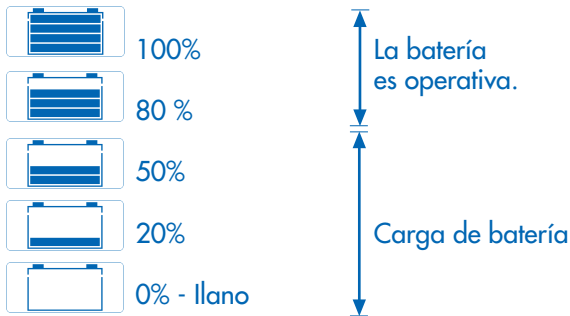 100%
La batería
es operativa.
80 %
50%
20%
Carga de batería
0% - llano